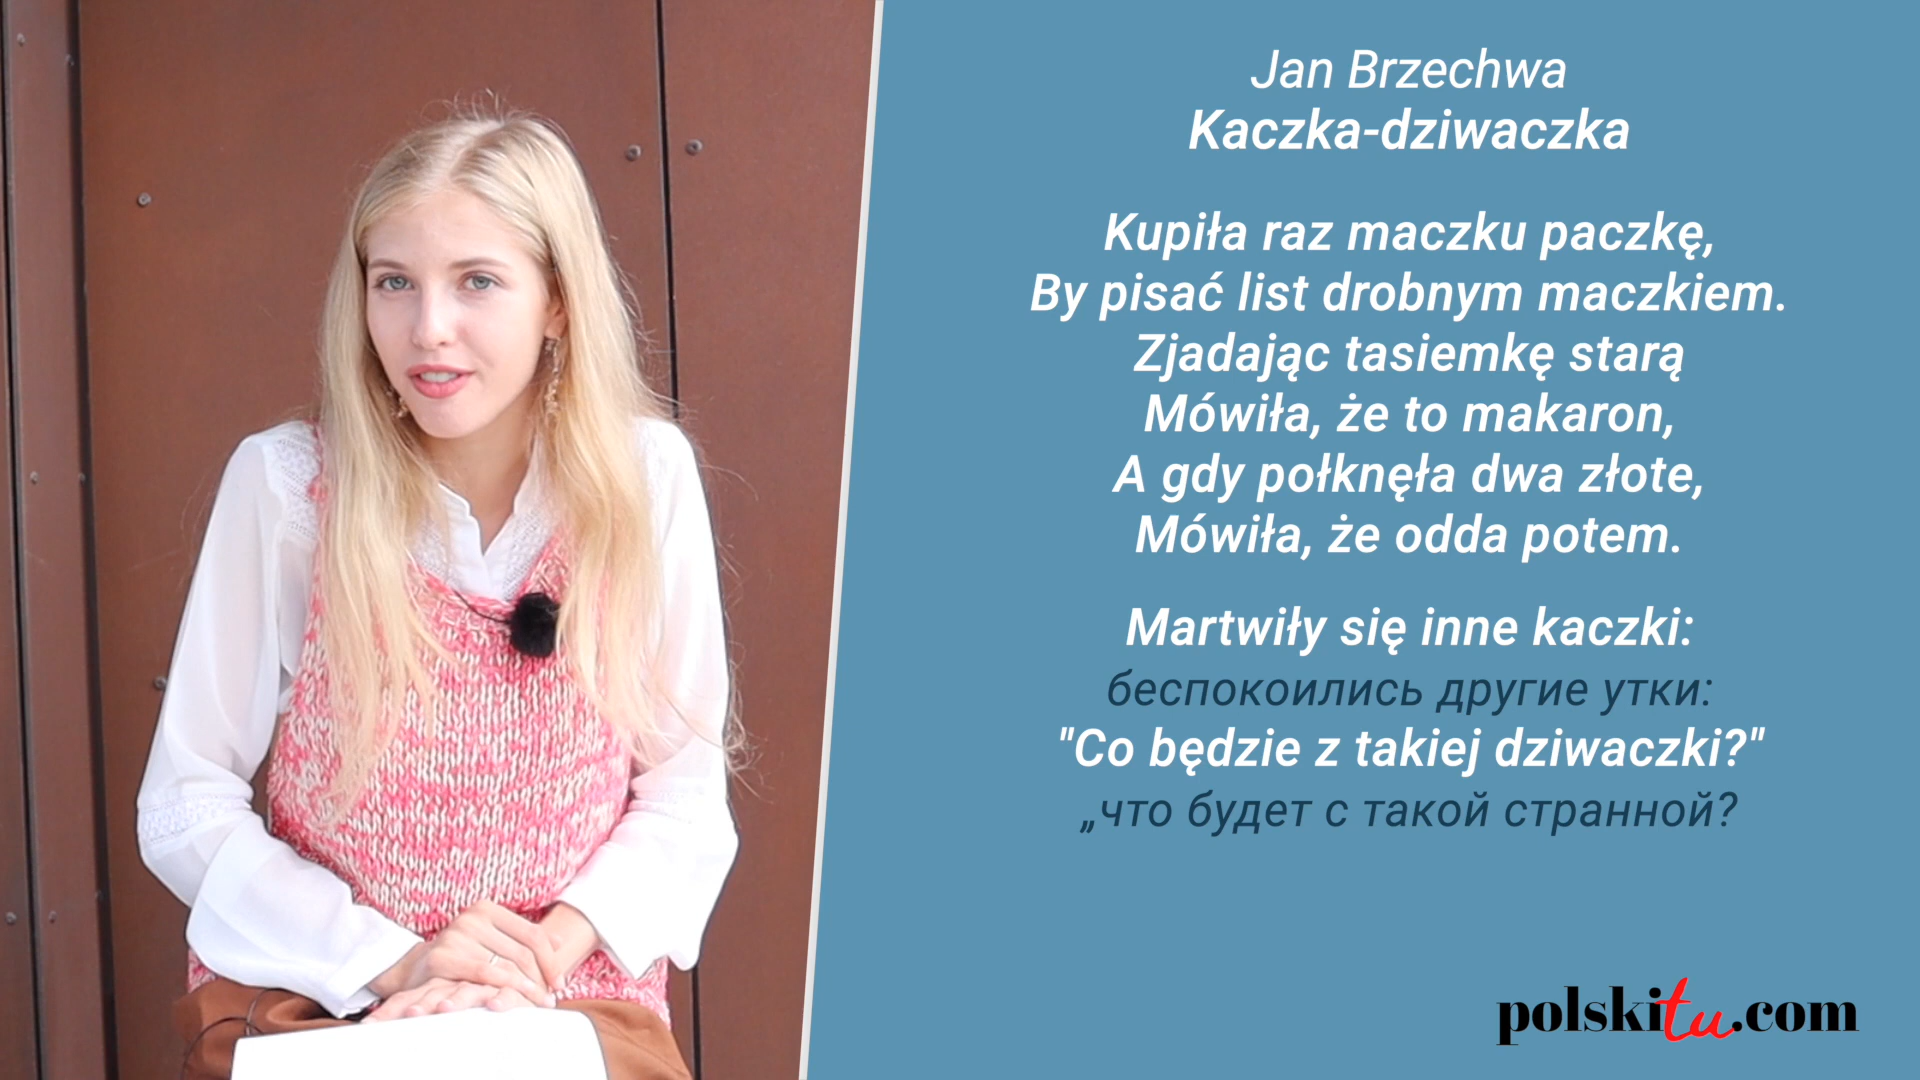 Jan Brzechwa
Kaczka-dziwaczka
Kupiła raz maczku paczkę,
By pisać list drobnym maczkiem.
Zjadając tasiemkę starą
Mówiła, że to makaron,
A gdy połknęła dwa złote,
Mówiła, że odda potem.
Martwiły się inne kaczki:
беспокоились другие утки:
"Co będzie z takiej dziwaczki?"
„что будет с такой странной?
polskitu.com